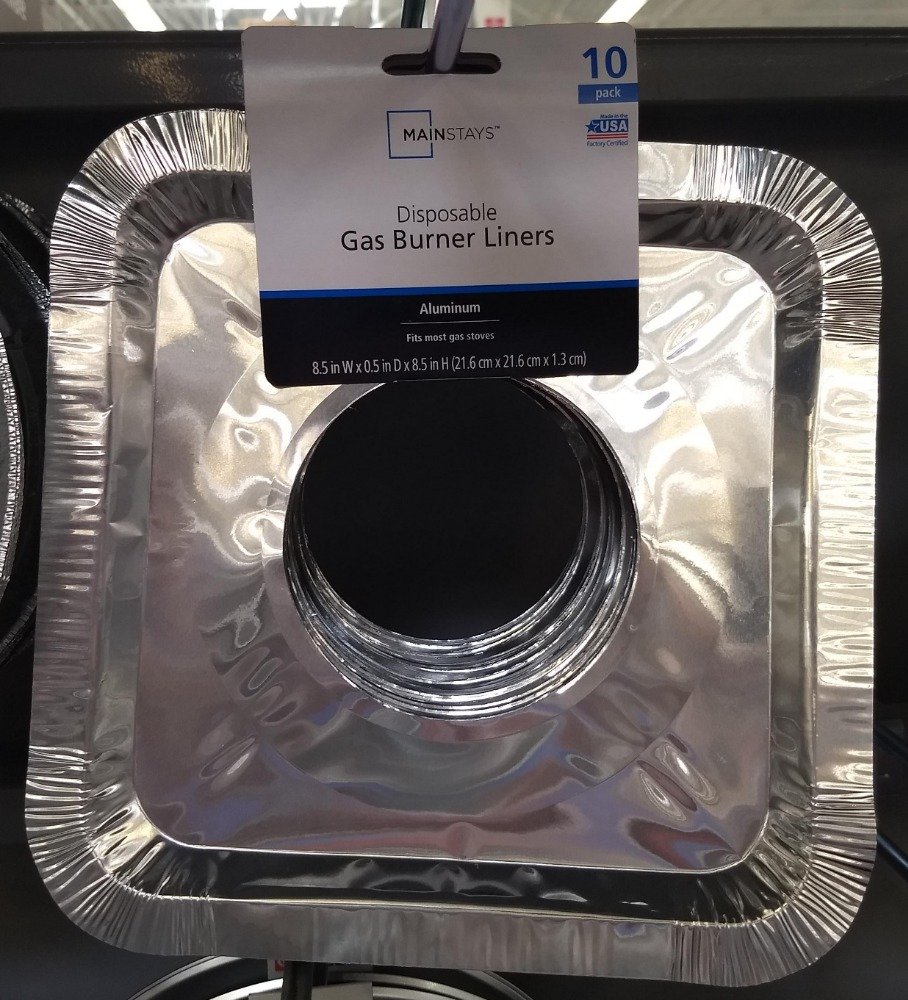 10
pack
MAINSTAYS™
Made in the
USA
Factory Certified
Disposable
Gas Burner Liners
Aluminum
Fits most gas stoves
8.5 in W x 0.5 in D x 8.5 in H (21.6 cm x 21.6 cm x 1.3 cm)